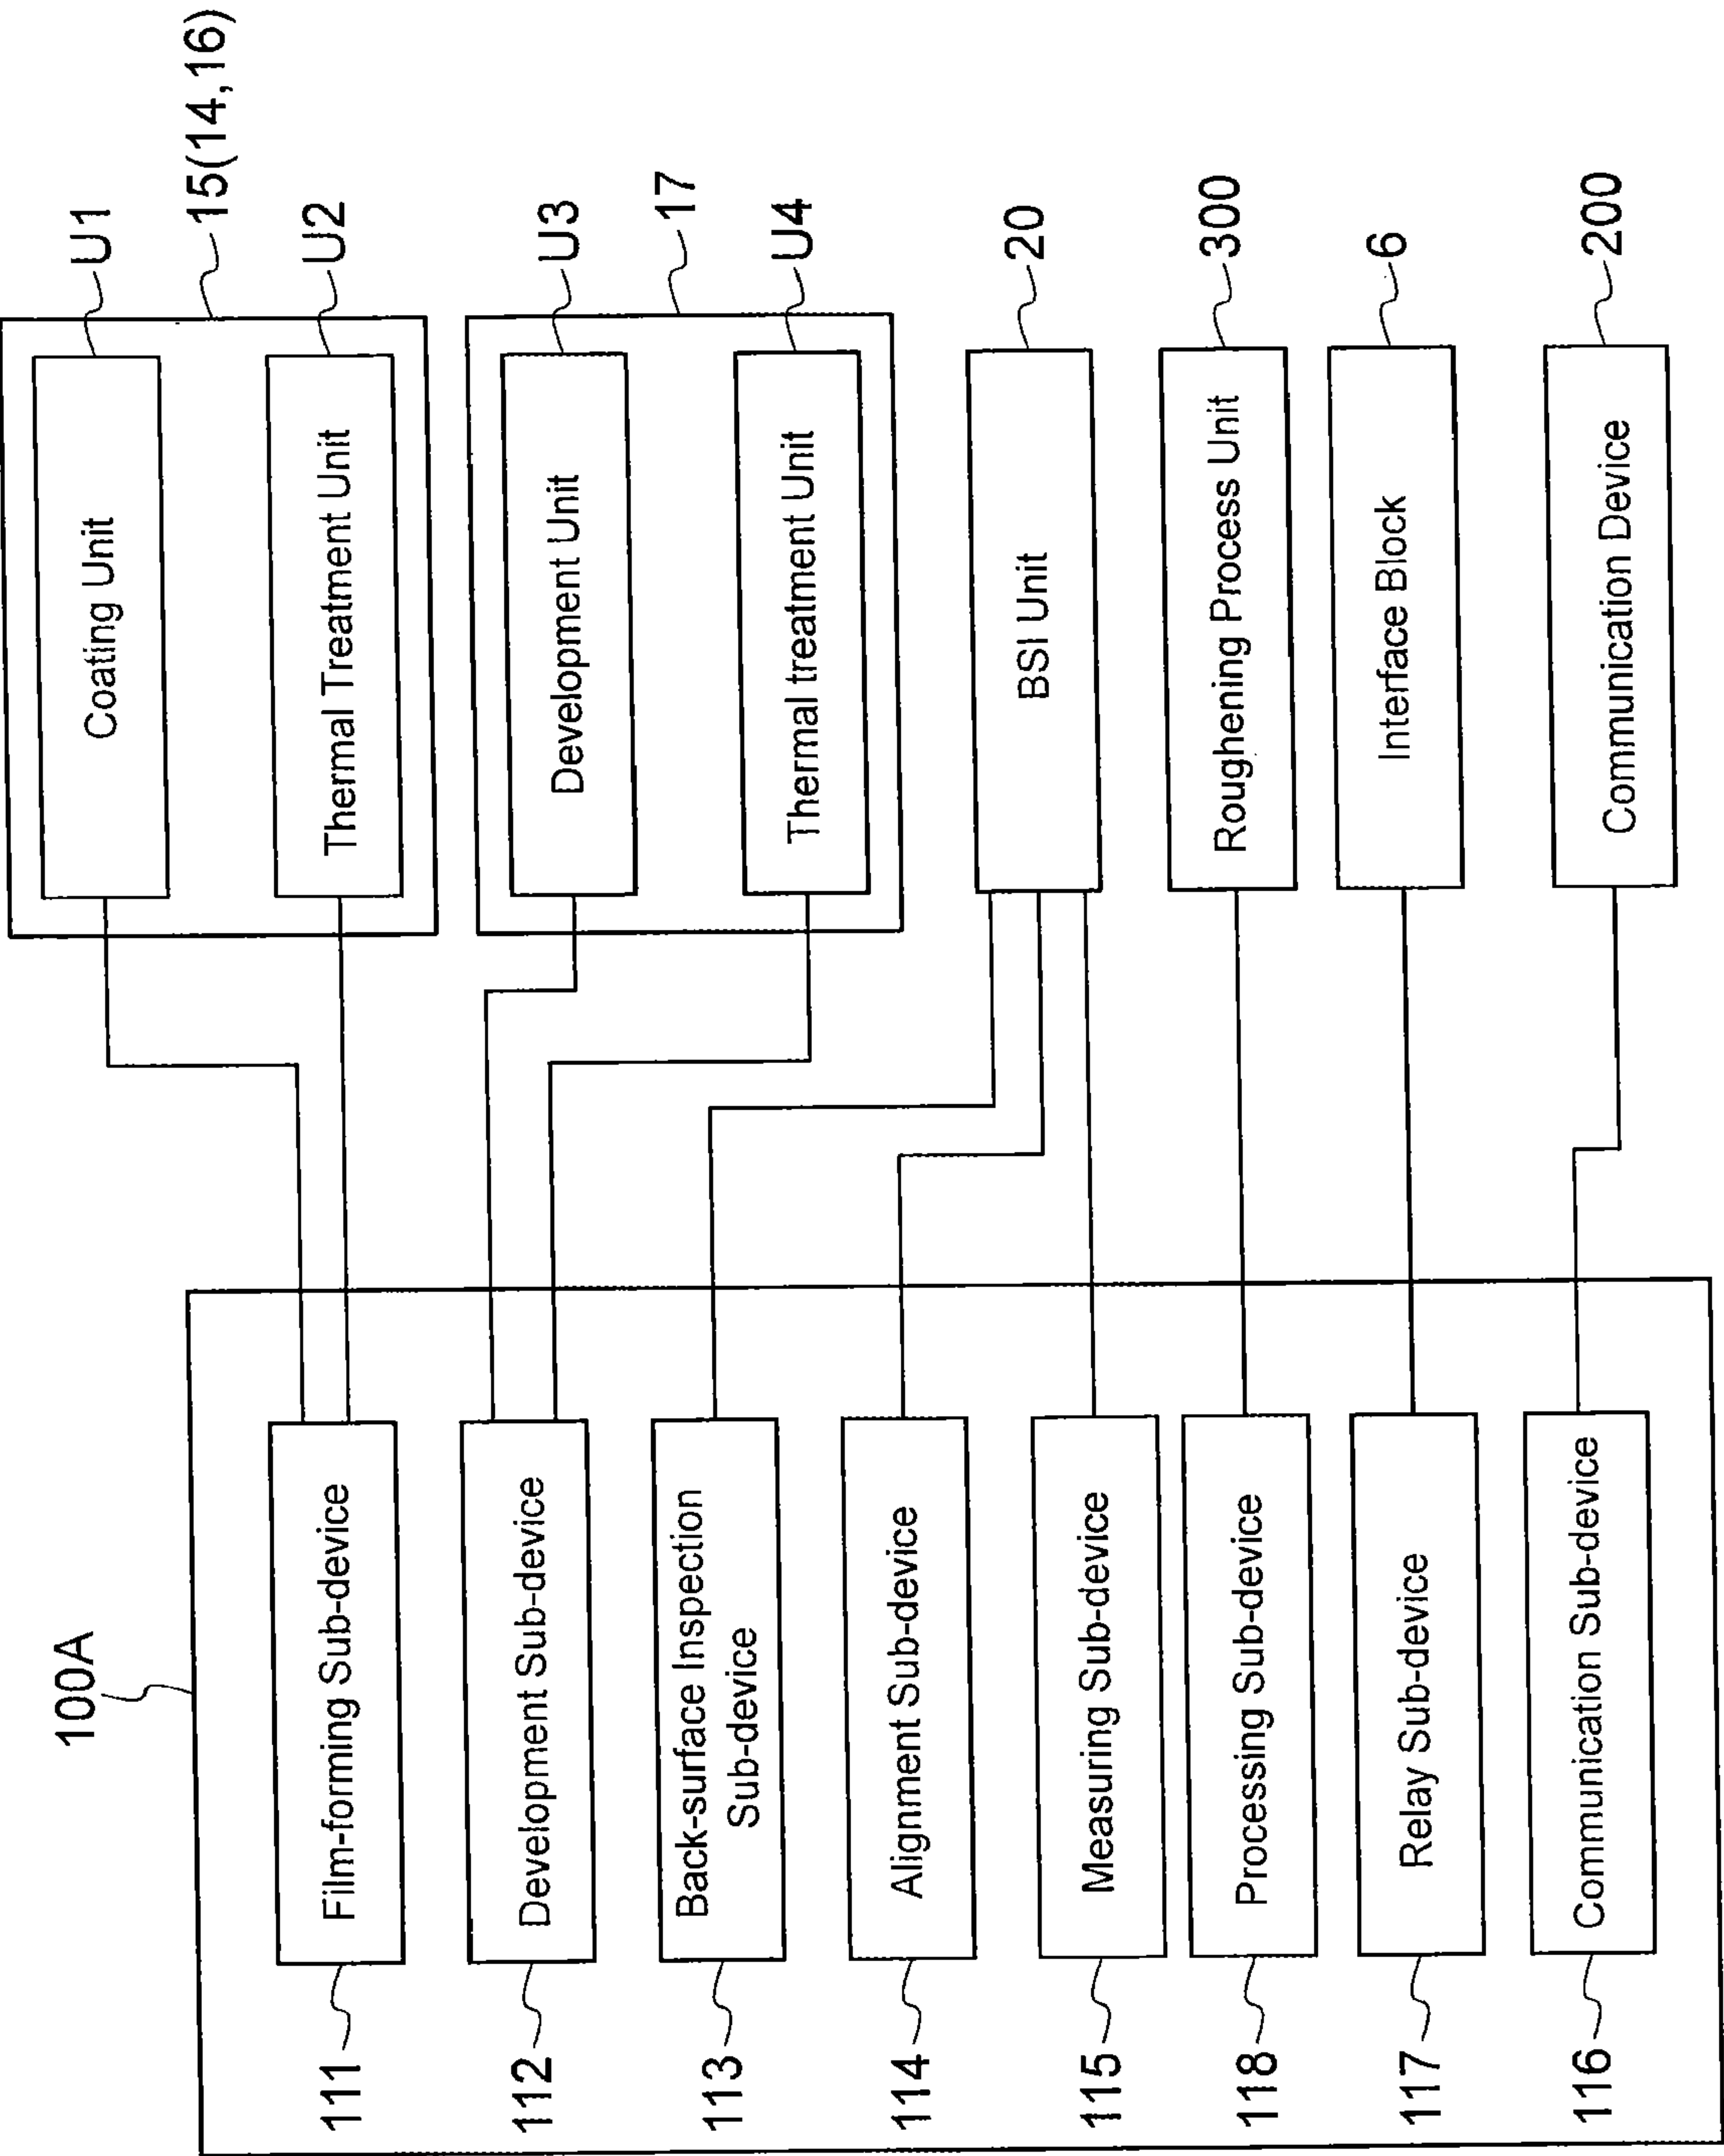 100A
111
Film-forming Sub-device
112
Development Sub-device
113
Back-surface Inspection
Sub-device
114
Alignment Sub-device
115
Measuring Sub-device
118
Processing Sub-device
117
Relay Sub-device
116
Communication Sub-device
Coating Unit
U1
15(14,16)
Thermal Treatment Unit
U2
Development Unit
U3
17
Thermal treatment Unit
U4
BSI Unit
20
Roughening Process Unit
300
Interface Block
6
Communication Device
200